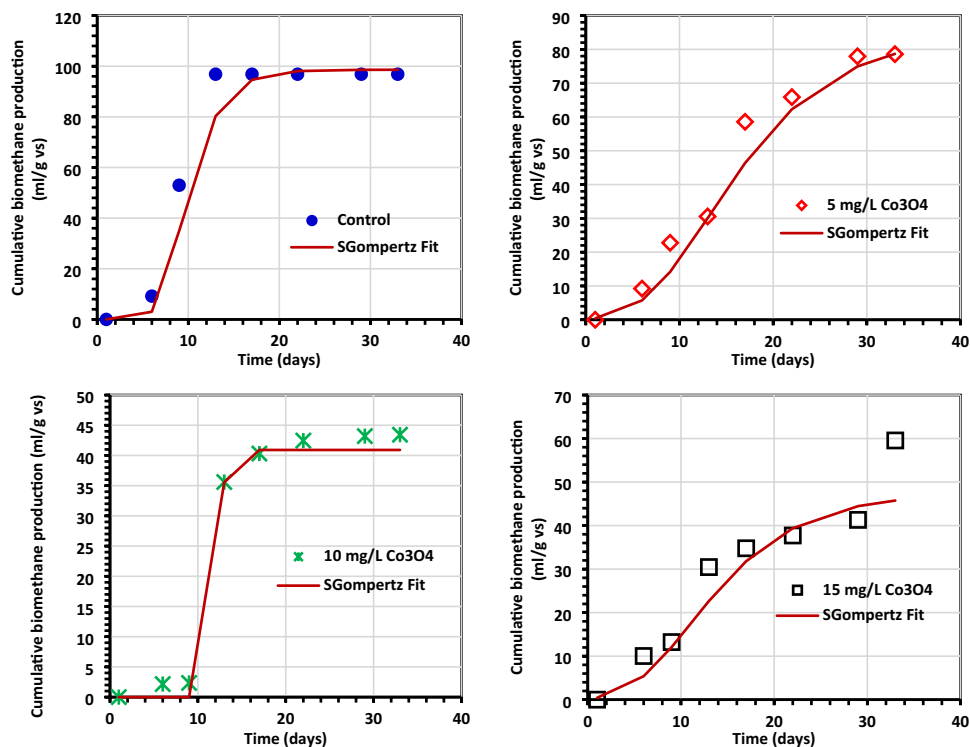 Cumulative biomethane production
(ml/g vs)
120
100
80
60
40
20
0
0
10
20
30
40
Time (days)
Control
SGompertz Fit
Cumulative biomethane production
(ml/g vs)
90
80
70
60
50
40
30
20
10
0
0
10
20
30
40
Time (days)
5 mg/L Co3O4
SGompertz Fit
Cumulative biomethane production (ml/g vs)
50
45
40
35
30
25
20
15
10
5
0
0
10
20
30
40
Time (days)
10 mg/L Co3O4
SGompertz Fit
Cumulative biomethane production
(ml/g vs)
70
60
50
40
30
20
10
0
0
10
20
30
40
Time (days)
15 mg/L Co3O4
SGompertz Fit